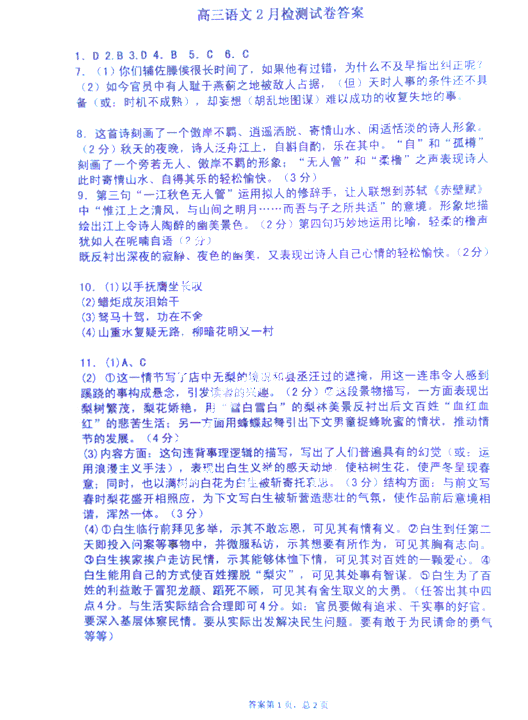 高三语文2月检测试卷答案
1. D 2.B 3.D 4. B 5. C 6. C
7.（1）你们辅佐滕侯很长时间了，如果他有过错，为什么不及早指出纠正呢？
（2）如今官员中有人耻于燕蓟之地被敌人占据，（但）天时人事的条件还不具
备（或：时机不成熟），却妄想（胡乱地图谋）难以成功的收复失地的事。
8．这首诗刻画了一个傲岸不羁、逍遥洒脱、寄情山水、闲适恬淡的诗人形象。
（2分）秋天的夜晚，诗人泛舟江上，自斟自酌，乐在其中。“自”和“孤樽”
刻画了一个旁若无人、傲岸不羁的形象；“无人管”和“柔橹”之声表现诗人
此时寄情山水、自得其乐的轻松愉快。（3分）
9．第三句“一江秋色无人管”运用拟人的修辞手，让人联想到苏轼《赤壁赋》
中“惟江上之清风，与山间之明月……而吾与子之所共适”的意境，形象地描
绘出江上令诗人陶醉的幽美景色。（2分）第四句巧妙地运用比喻，轻柔的橹声
犹如人在呢喃自语（2分）
既反衬出深夜的寂静、夜色的幽美，又表现出诗人自己心情的轻松愉快。（2分）
10．(1)以手抚膺坐长叹
(2)蜡炬成灰泪始干
(3)驽马十驾，功在不舍
(4)山重水复疑无路，柳暗花明又一村
11．(1)A、C
(2) ①这一情节写了店中无梨的 和县丞汪过的遮掩，用这一连串令人感到
蹊跷的事构成悬念，引发读者的兴趣。（2分）②这段景物描写，一方面表现出
梨树繁茂，梨花娇艳，用“雪白雪白”的梨林美景反衬出后文百姓“血红血
红”的悲苦生活；另一方面用蜂蝶起舞引出下文男童捉蜂吮蜜的情状，推动情
节的发展。（4分）
(3)内容方面：这句违背事理逻辑的描写，写出了人们普遍具有的幻觉（或：运
用浪漫主义手法），表现出白生义举的感天动地，使枯树生花，使严冬呈现春
意；同时，也以满树的白花为白生被斩寄托哀思。（3分）结构方面：与前文写
春时梨花盛开相照应，为下文写白生被斩营造悲壮的气氛，使作品前后意境相
谐，浑然一体。（3分）
(4)①白生临行前拜见多举，示其不敢忘恩，可见其有情有义。②白生到任第二
天即投入问案等事物中，并微服私访，示其想要有所作为，可见其胸有志向。
③白生挨家挨户走访民情，示其能够体恤下情，可见其对百姓的一颗爱心。④
白生能用自己的方式使百姓摆脱“梨灾”，可见其处事有智谋。⑤白生为了百
姓的利益敢于冒犯龙颜、蹈死不顾，可见其有舍生取义的大勇。（任答出其中四
点4分。与生活实际结合合理即可4分。如：官员要做有追求、干实事的好官。
要深入基层体察民情。要从实际出发解决民生问题。要有敢于为民请命的勇气
等等）
答案第1页，总2页